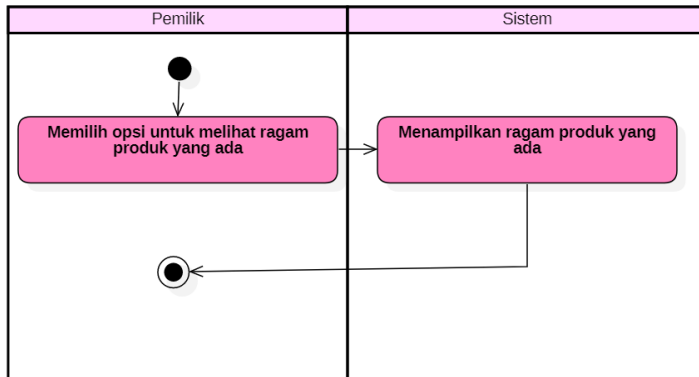 Pemilik
Sistem
Memilih opsi untuk melihat ragam
produk yang ada
Menampilkan ragam produk yang
ada